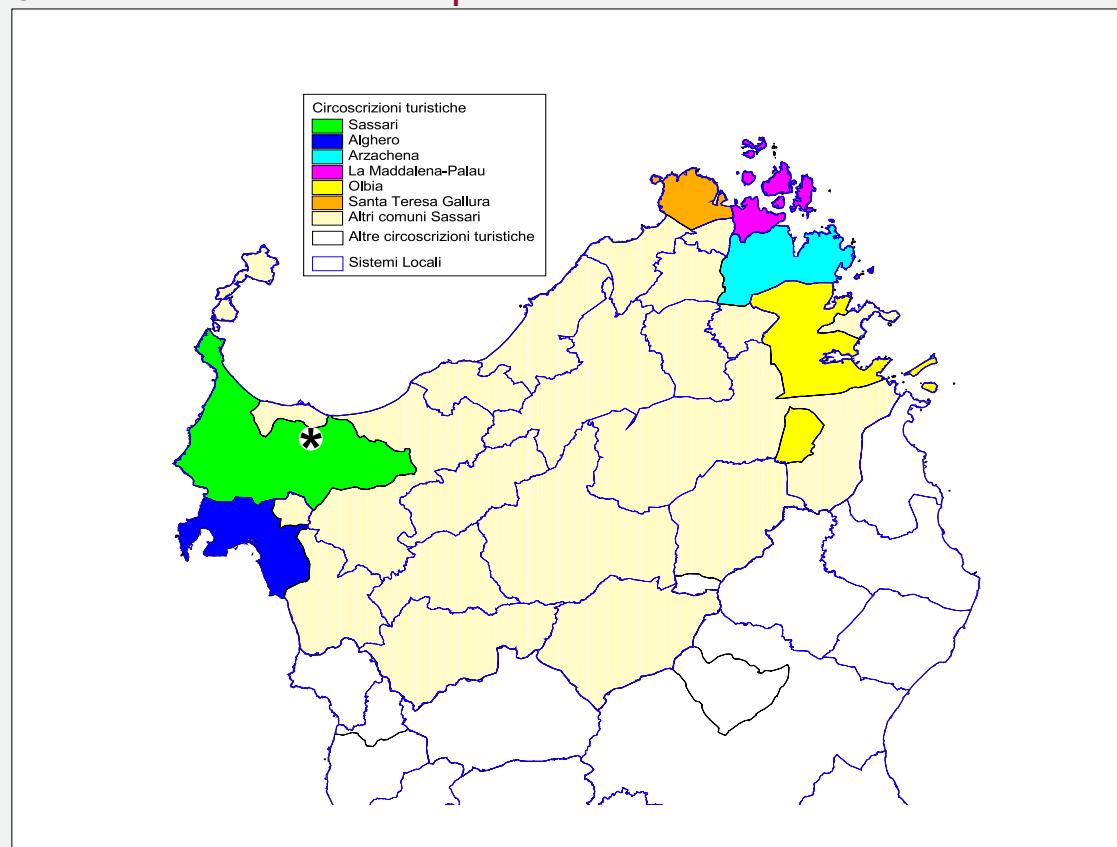 Circoscrizioni turistiche
Sassari
Alghero
Arzachena
La Maddalena-Palau
Olbia
Santa Teresa Gallura
Altri comuni Sassari
Altre circoscrizioni turistiche
Sistemi Locali
*